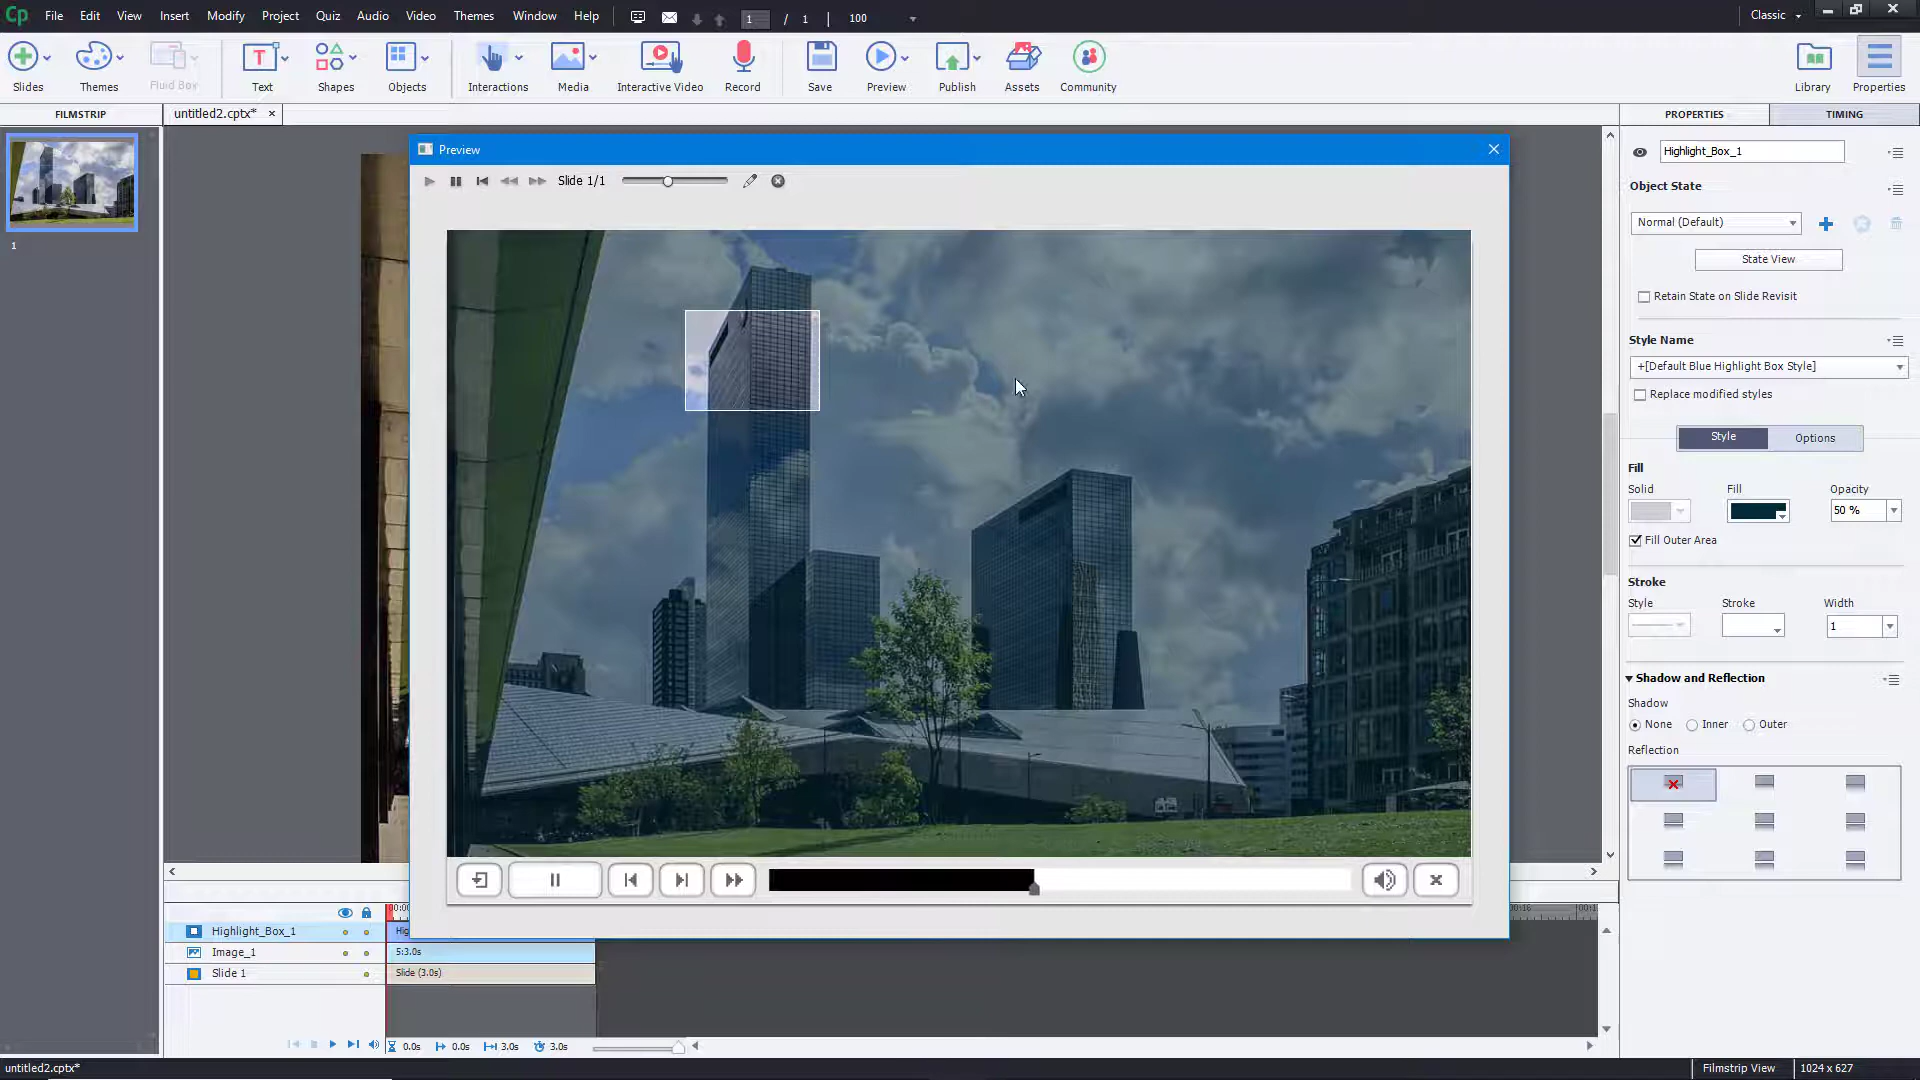 Cp File Edit View Insert Modify Project Quiz Audio Video Themes Window Help 1 / 1 100 Classic
Slides Themes Fluid Box Text Shapes Objects Interactions Media Interactive Video Record Save Preview Publish Assets Community Library Properties
FILMSTRIP untitled2.cptx* × PROPERTIES TIMING
1
Preview
Slide 1/1
Highlight_Box_1
Object State
Normal (Default)
State View
Retain State on Slide Revisit
Style Name
+[Default Blue Highlight Box Style]
Replace modified styles
Style Options
Fill
Solid Fill Opacity
50 %
Fill Outer Area
Stroke
Style Stroke Width
1
Shadow and Reflection
Shadow
None Inner Outer
Reflection
Highlight_Box_1
Image_1 5:3.0s
Slide 1 Slide (3.0s)
0.0s 0.0s 3.0s 3.0s
untitled2.cptx* Filmstrip View 1024 x 627